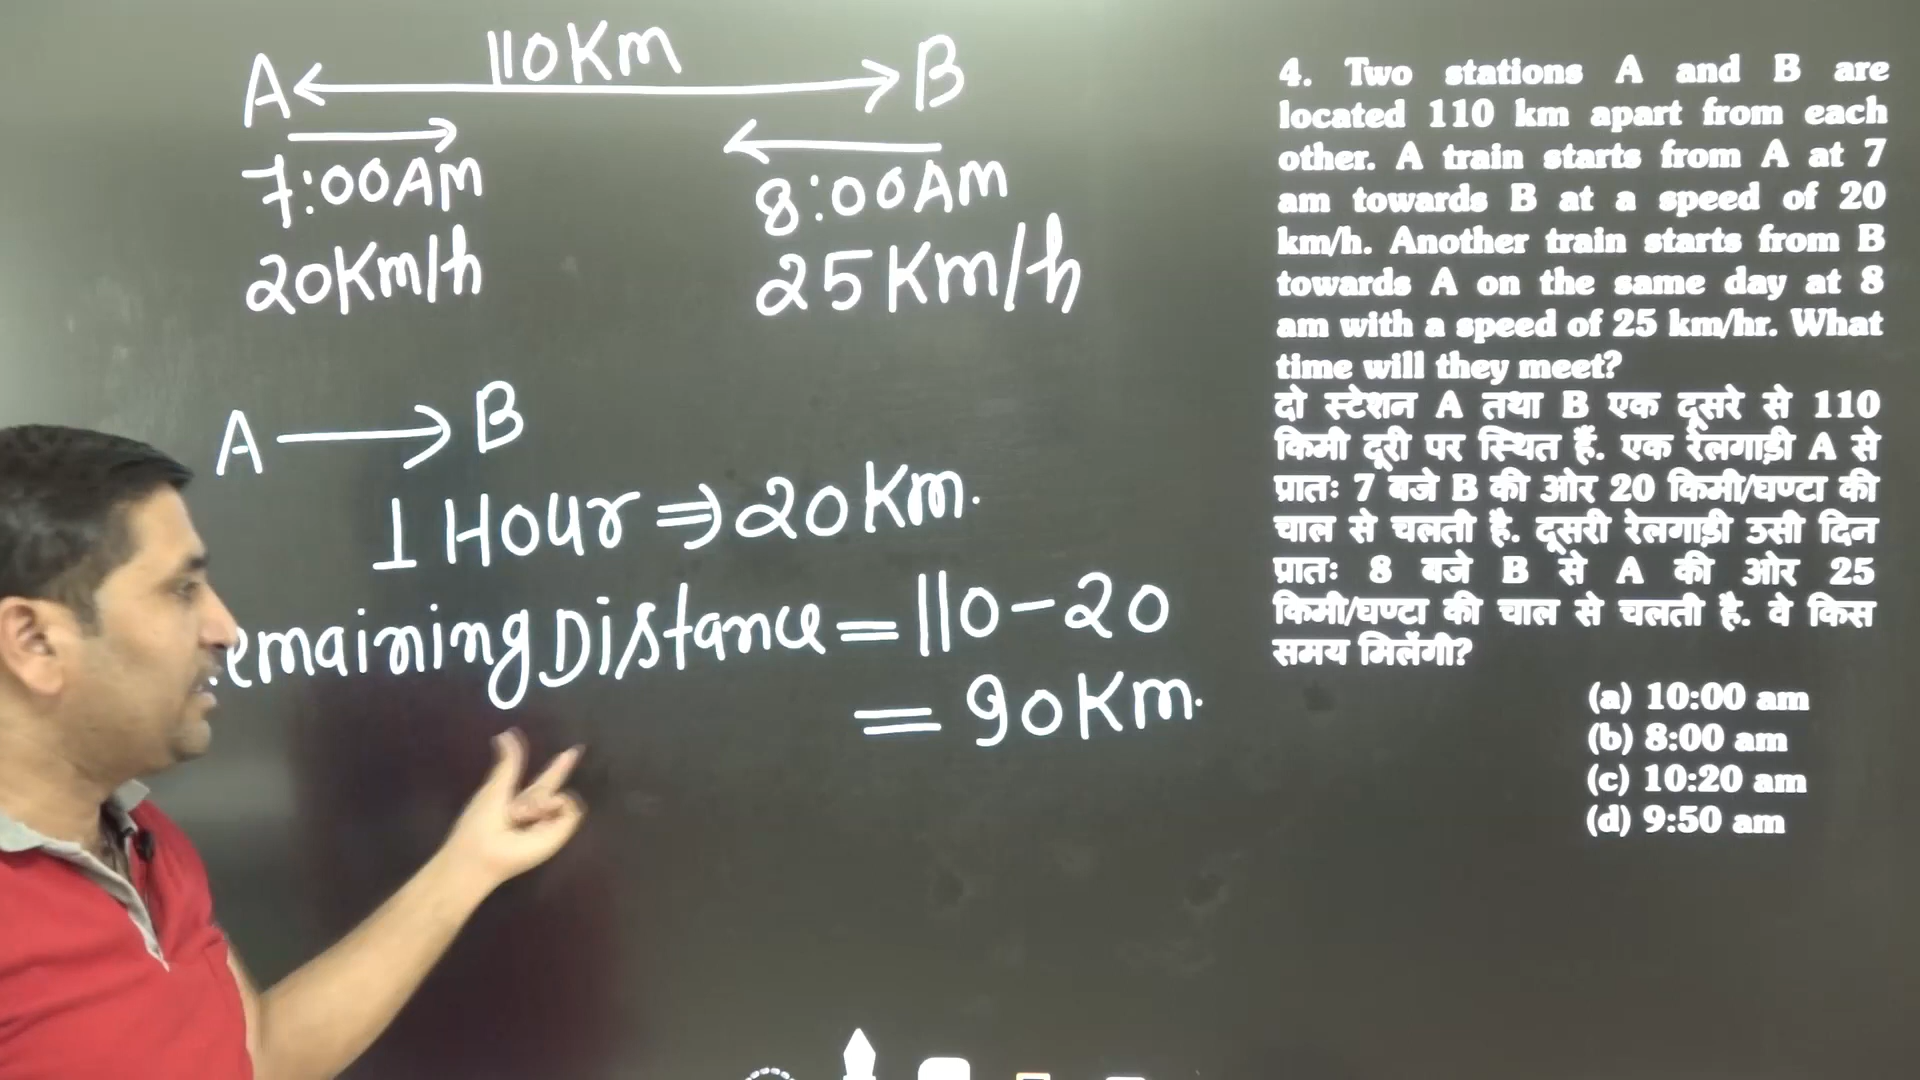 110Km
A B
7:00AM 8:00AM
20Km/h 25Km/h
A B
1 Hour ⇒ 20Km.
emaining Distance = 110-20
= 90Km.
4. Two stations A and B are
located 110 km apart from each
other. A train starts from A at 7
am towards B at a speed of 20
km/h. Another train starts from B
towards A on the same day at 8
am with a speed of 25 km/hr. What
time will they meet?
दो स्टेशन A तथा B एक दूसरे से 110
किमी दूरी पर स्थित हैं. एक रेलगाड़ी A से
प्रातः 7 बजे B की ओर 20 किमी/घण्टा की
चाल से चलती है. दूसरी रेलगाड़ी उसी दिन
प्रातः 8 बजे B से A की ओर 25
किमी/घण्टा की चाल से चलती है. वे किस
समय मिलेंगी?
(a) 10:00 am
(b) 8:00 am
(c) 10:20 am
(d) 9:50 am